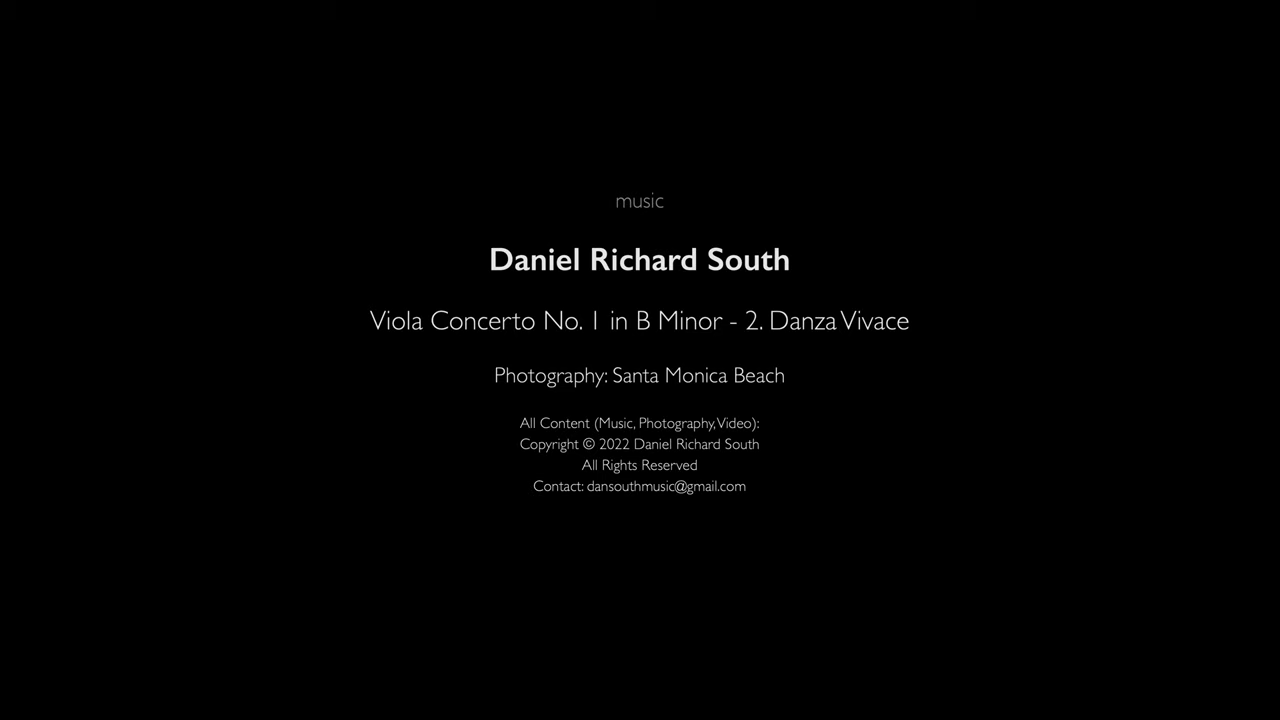 music
Daniel Richard South
Viola Concerto No. 1 in B Minor - 2. Danza Vivace
Photography: Santa Monica Beach
All Content (Music, Photography, Video):
Copyright © 2022 Daniel Richard South
All Rights Reserved
Contact: dansouthmusic@gmail.com